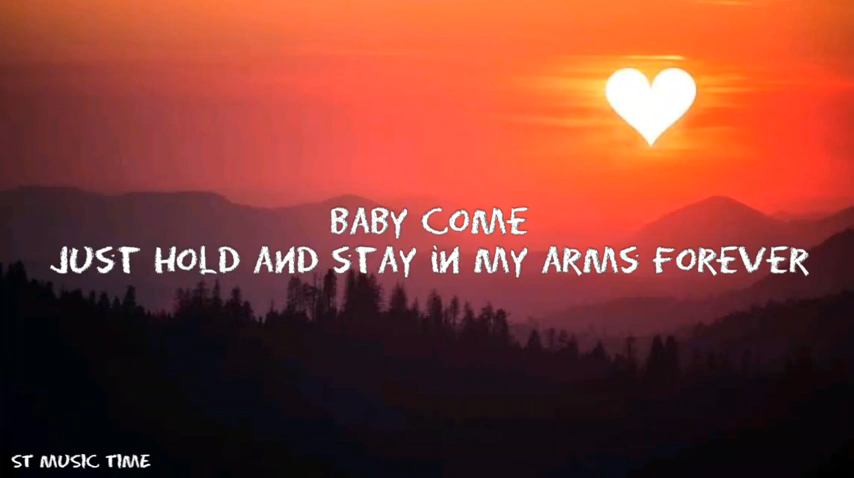 BABY COME
JUST HOLD AND STAY iN MY ARMS FOREVER
ST MUSIC TIME